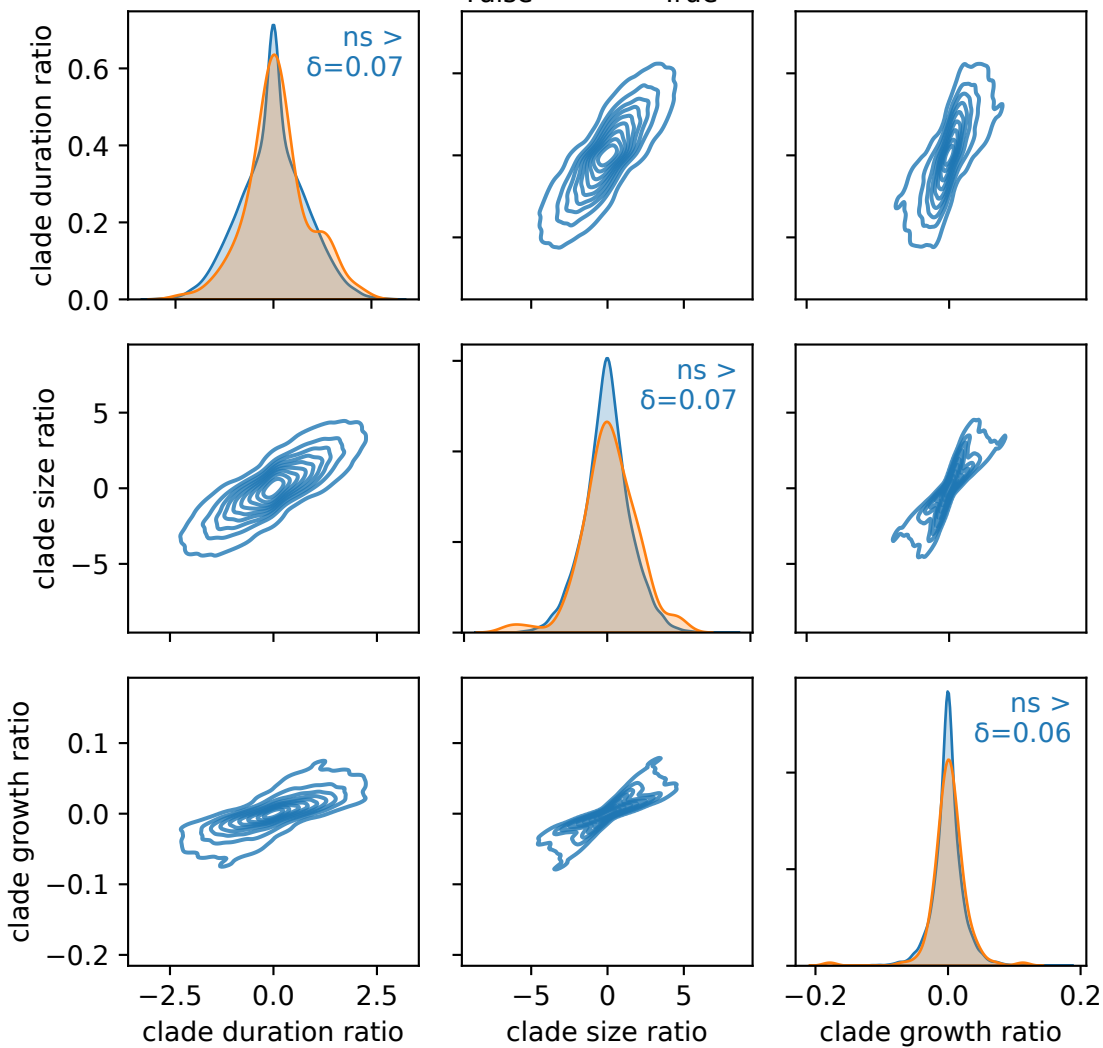 True
clade duration ratio
0.6
0.4
0.2
0.0
ns >
δ=0.07
clade size ratio
5
0
−5
ns >
δ=0.07
clade growth ratio
0.1
0.0
−0.1
−0.2
ns >
δ=0.06
−2.5 0.0 2.5
−5 0 5
−0.2 0.0 0.2
clade duration ratio
clade size ratio
clade growth ratio